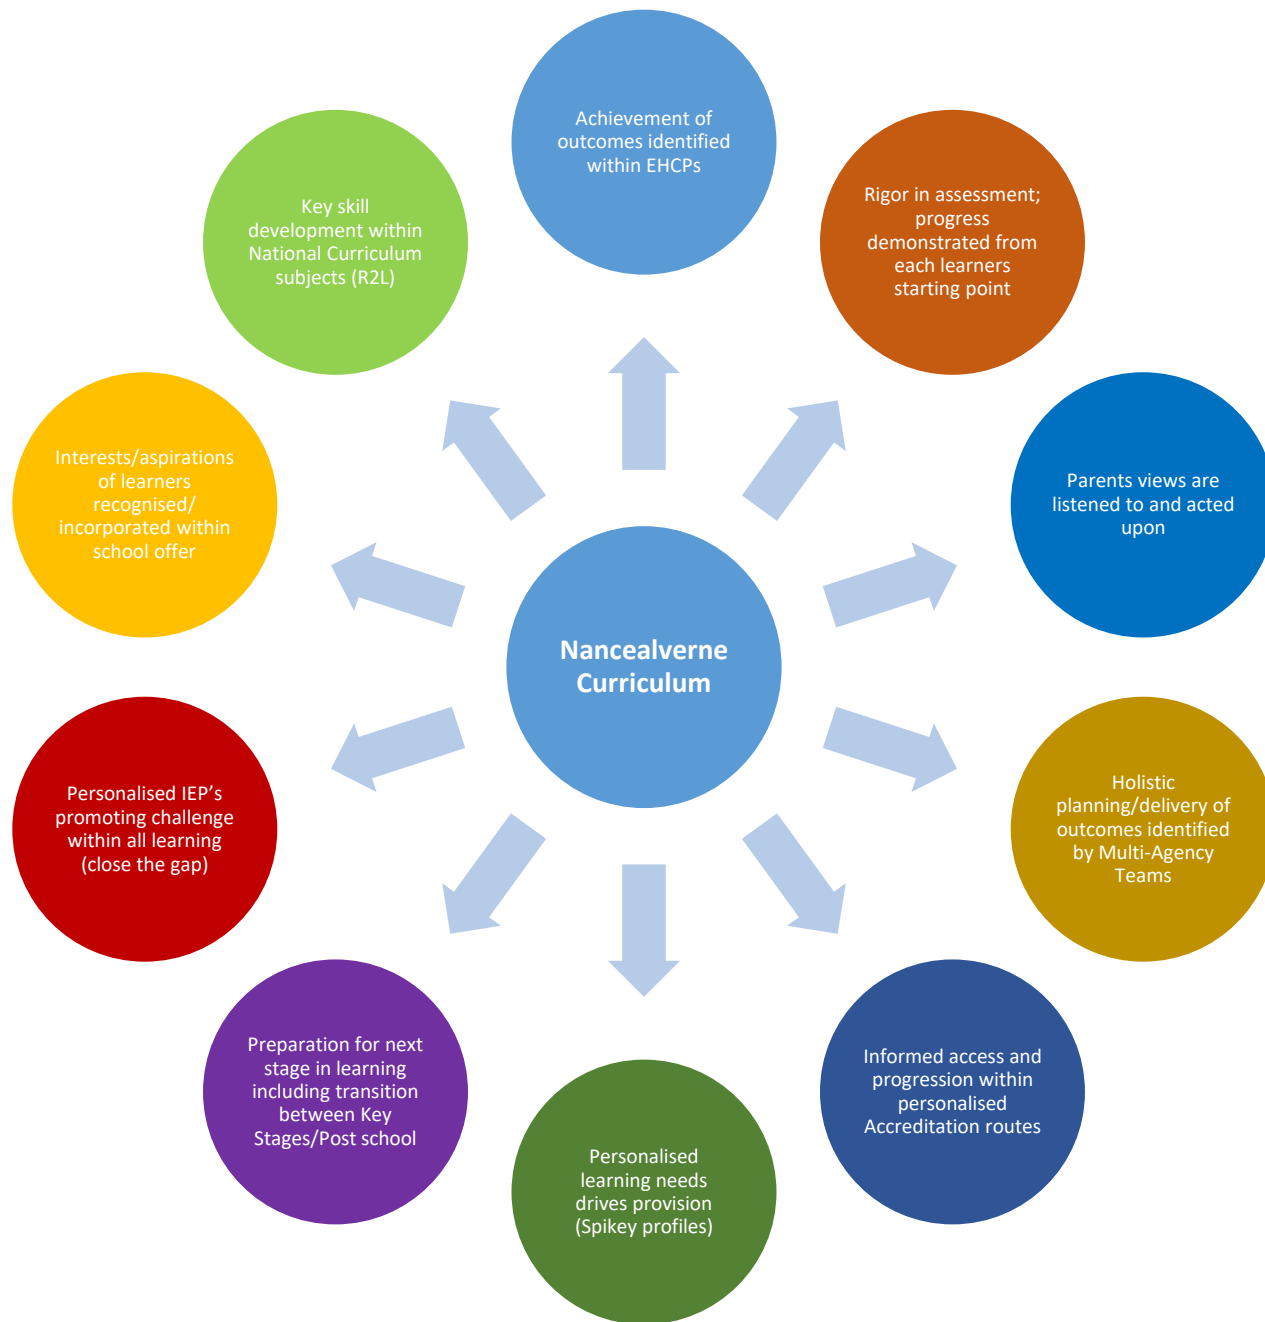 Achievement of
outcomes identified
within EHCPs
Rigor in assessment;
progress
demonstrated from
each learners
starting point
Parents views are
listened to and acted
upon
Holistic
planning/delivery of
outcomes identified
by Multi-Agency
Teams
Informed access and
progression within
personalised
Accreditation routes
Personalised
learning needs
drives provision
(Spikey profiles)
Preparation for next
stage in learning
including transition
between Key
Stages/Post school
Personalised IEP’s
promoting challenge
within all learning
(close the gap)
Interests/aspirations
of learners
recognised/
incorporated within
school offer
Key skill
development within
National Curriculum
subjects (R2L)
Nancealverne
Curriculum